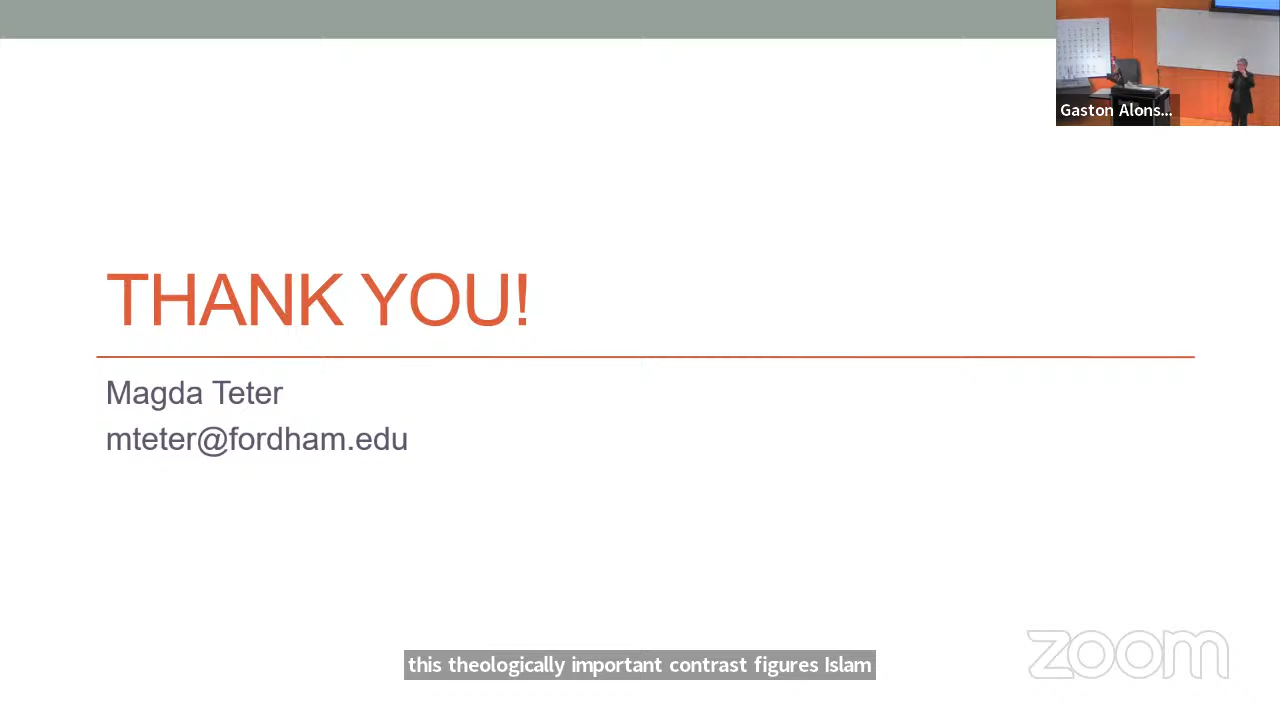 Gaston Alons...
THANK YOU!
Magda Teter
mteter@fordham.edu
this theologically important contrast figures Islam
zoom